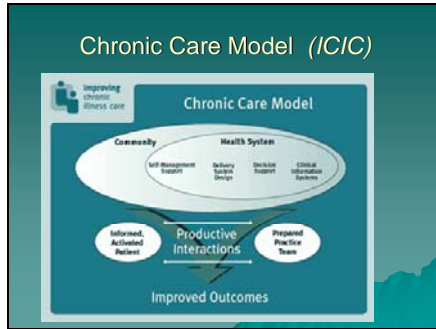 Chronic Care Model (ICIC)
improving
chronic
illness care
Chronic Care Model
Community
Health System
Self-Management
Support
Delivery
System
Design
Decision
Support
Clinical
Information
Systems
Informed,
Activated
Patient
Productive
Interactions
Prepared
Practice
Team
Improved Outcomes